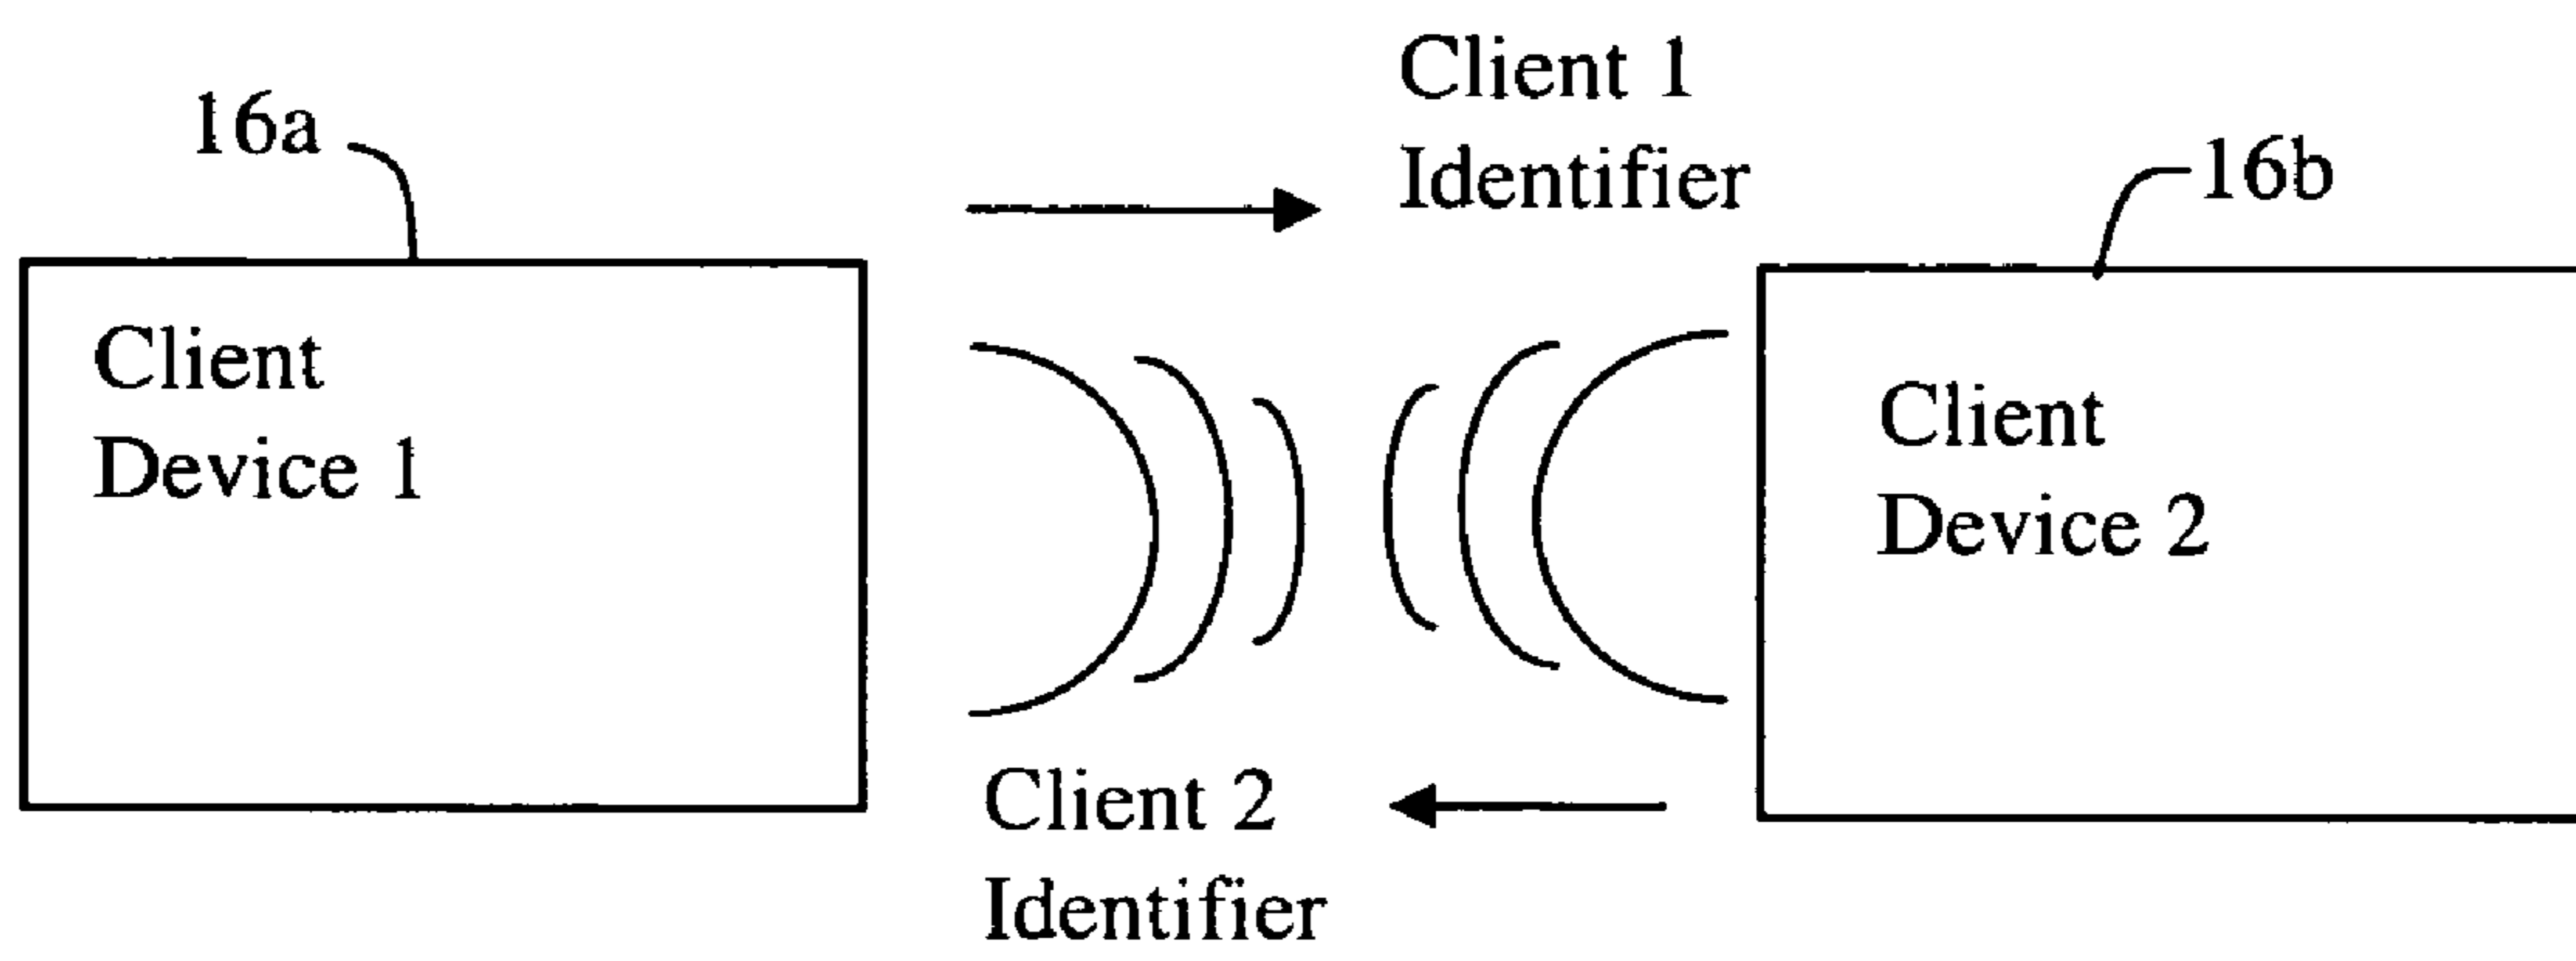 16a
Client 1
Identifier
16b
Client
Device 1
Client
Device 2
Client 2
Identifier